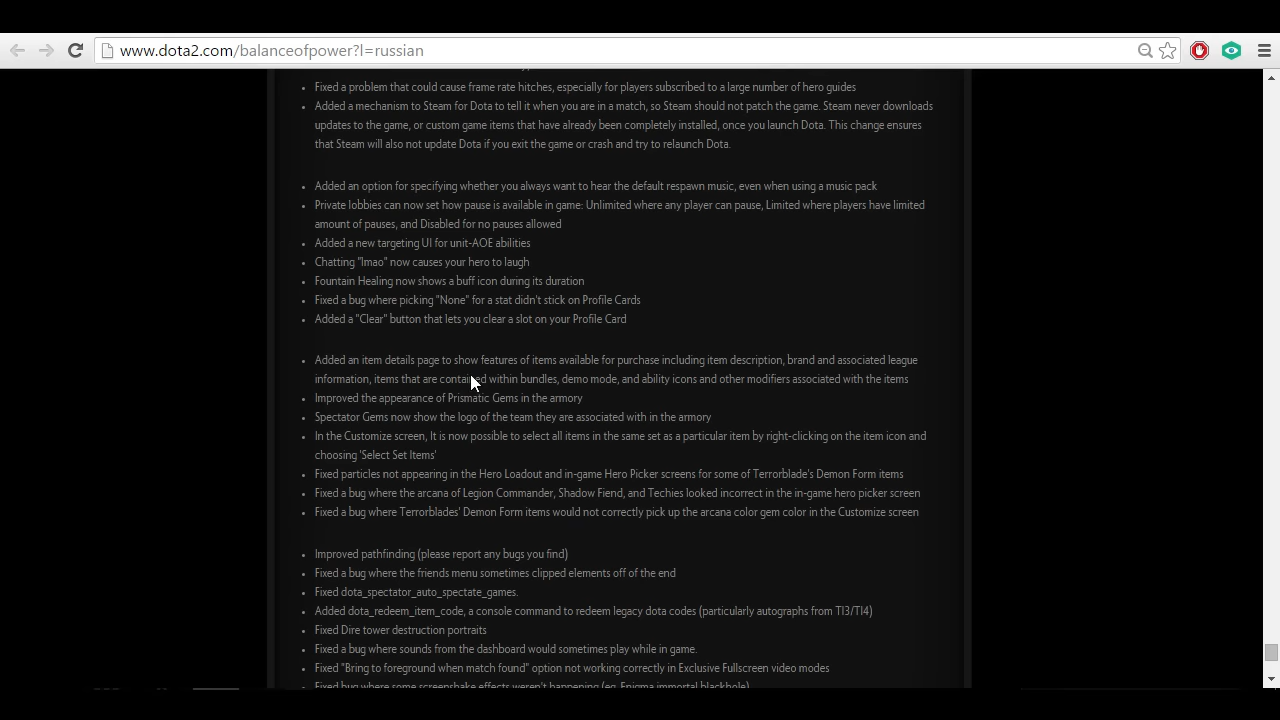 www.dota2.com/balanceofpower?l=russian
• Fixed a problem that could cause frame rate hitches, especially for players subscribed to a large number of hero guides
• Added a mechanism to Steam for Dota to tell it when you are in a match, so Steam should not patch the game. Steam never downloads
updates to the game, or custom game items that have already been completely installed, once you launch Dota. This change ensures
that Steam will also not update Dota if you exit the game or crash and try to relaunch Dota.
• Added an option for specifying whether you always want to hear the default respawn music, even when using a music pack
• Private lobbies can now set how pause is available in game: Unlimited where any player can pause, Limited where players have limited
amount of pauses, and Disabled for no pauses allowed
• Added a new targeting UI for unit-AOE abilities
• Chatting "lmao" now causes your hero to laugh
• Fountain Healing now shows a buff icon during its duration
• Fixed a bug where picking "None" for a stat didn't stick on Profile Cards
• Added a "Clear" button that lets you clear a slot on your Profile Card
• Added an item details page to show features of items available for purchase including item description, brand and associated league
information, items that are contained within bundles, demo mode, and ability icons and other modifiers associated with the items
• Improved the appearance of Prismatic Gems in the armory
• Spectator Gems now show the logo of the team they are associated with in the armory
• In the Customize screen, It is now possible to select all items in the same set as a particular item by right-clicking on the item icon and
choosing 'Select Set Items'
• Fixed particles not appearing in the Hero Loadout and in-game Hero Picker screens for some of Terrorblade's Demon Form items
• Fixed a bug where the arcana of Legion Commander, Shadow Fiend, and Techies looked incorrect in the in-game hero picker screen
• Fixed a bug where Terrorblades' Demon Form items would not correctly pick up the arcana color gem color in the Customize screen
• Improved pathfinding (please report any bugs you find)
• Fixed a bug where the friends menu sometimes clipped elements off of the end
• Fixed dota_spectator_auto_spectate_games.
• Added dota_redeem_item_code, a console command to redeem legacy dota codes (particularly autographs from TI3/TI4)
• Fixed Dire tower destruction portraits
• Fixed a bug where sounds from the dashboard would sometimes play while in game.
• Fixed "Bring to foreground when match found" option not working correctly in Exclusive Fullscreen video modes
• Fixed bug where some screenshake effects weren't happening (eg. Enigma immortal blackhole)